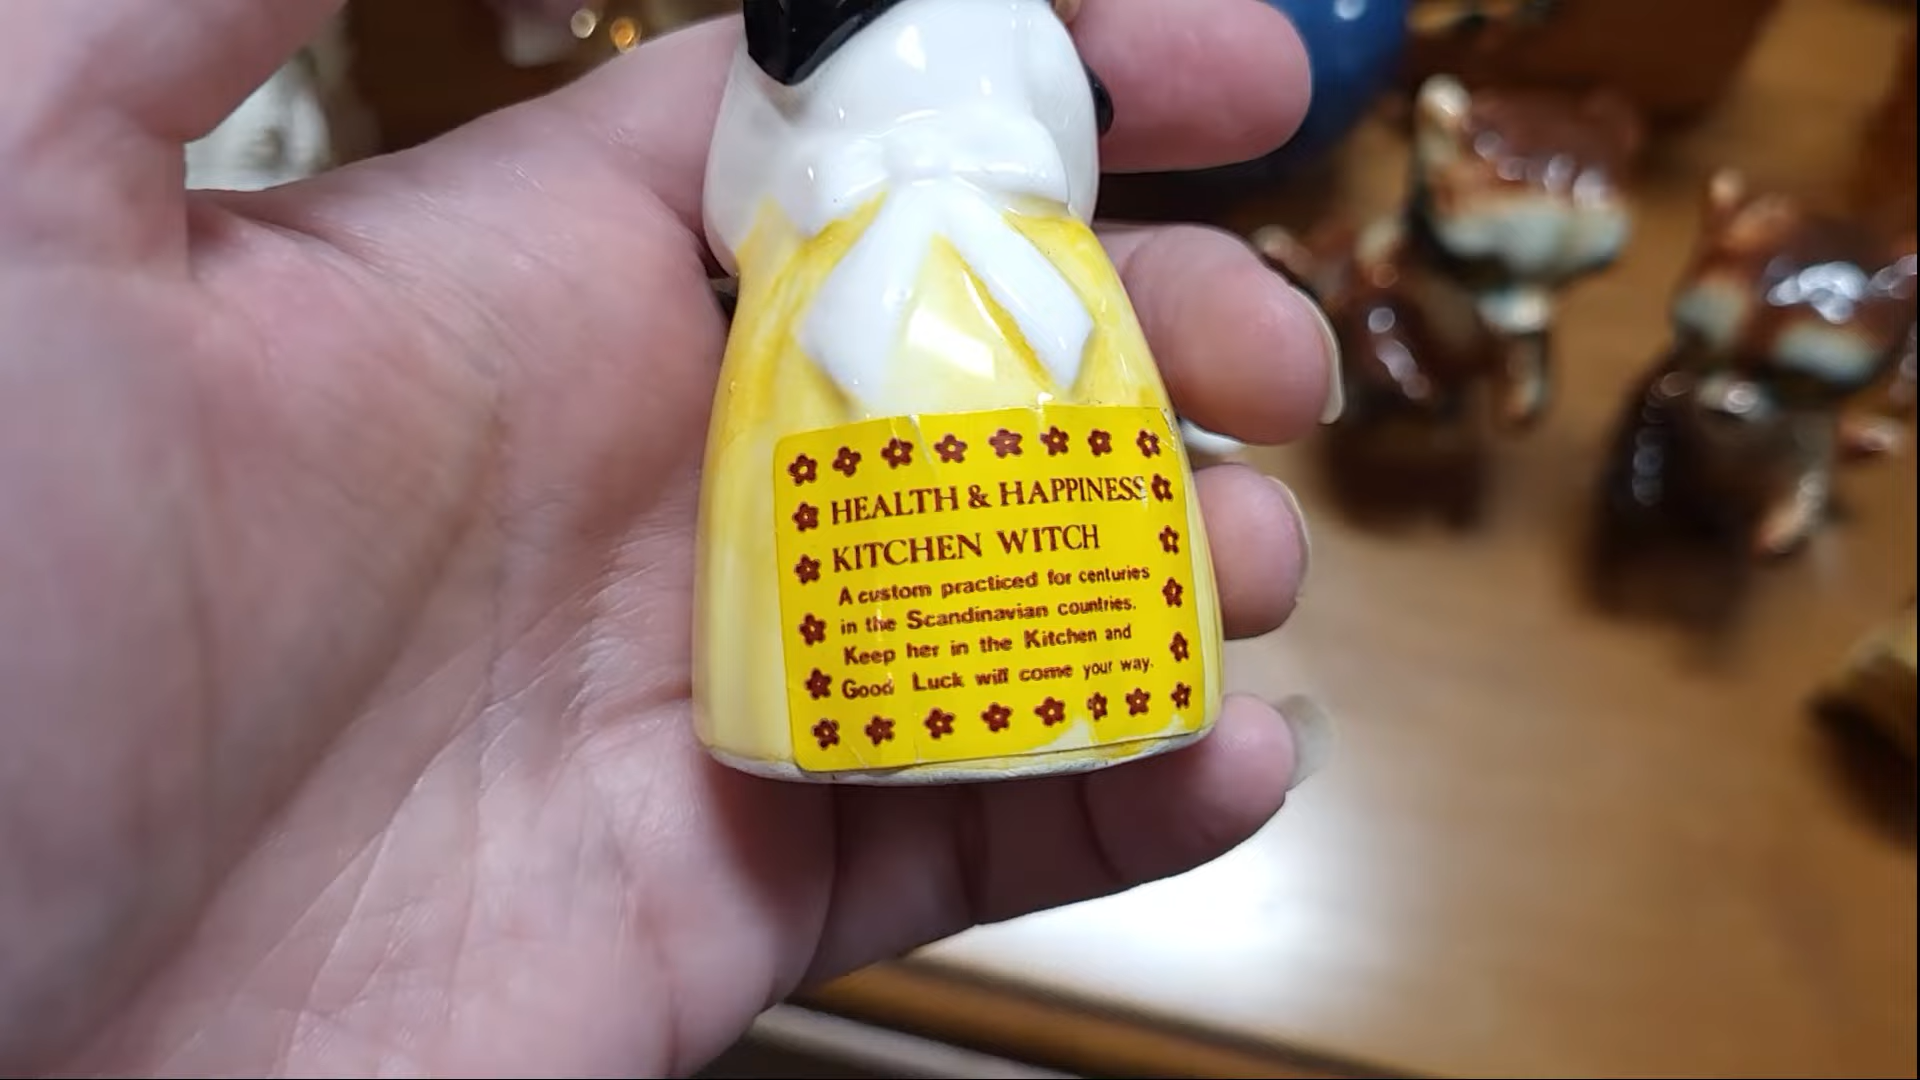 HEALTH & HAPPINESS
KITCHEN WITCH
A custom practiced for centuries
in the Scandinavian countries.
Keep her in the Kitchen and
Good Luck will come your way.